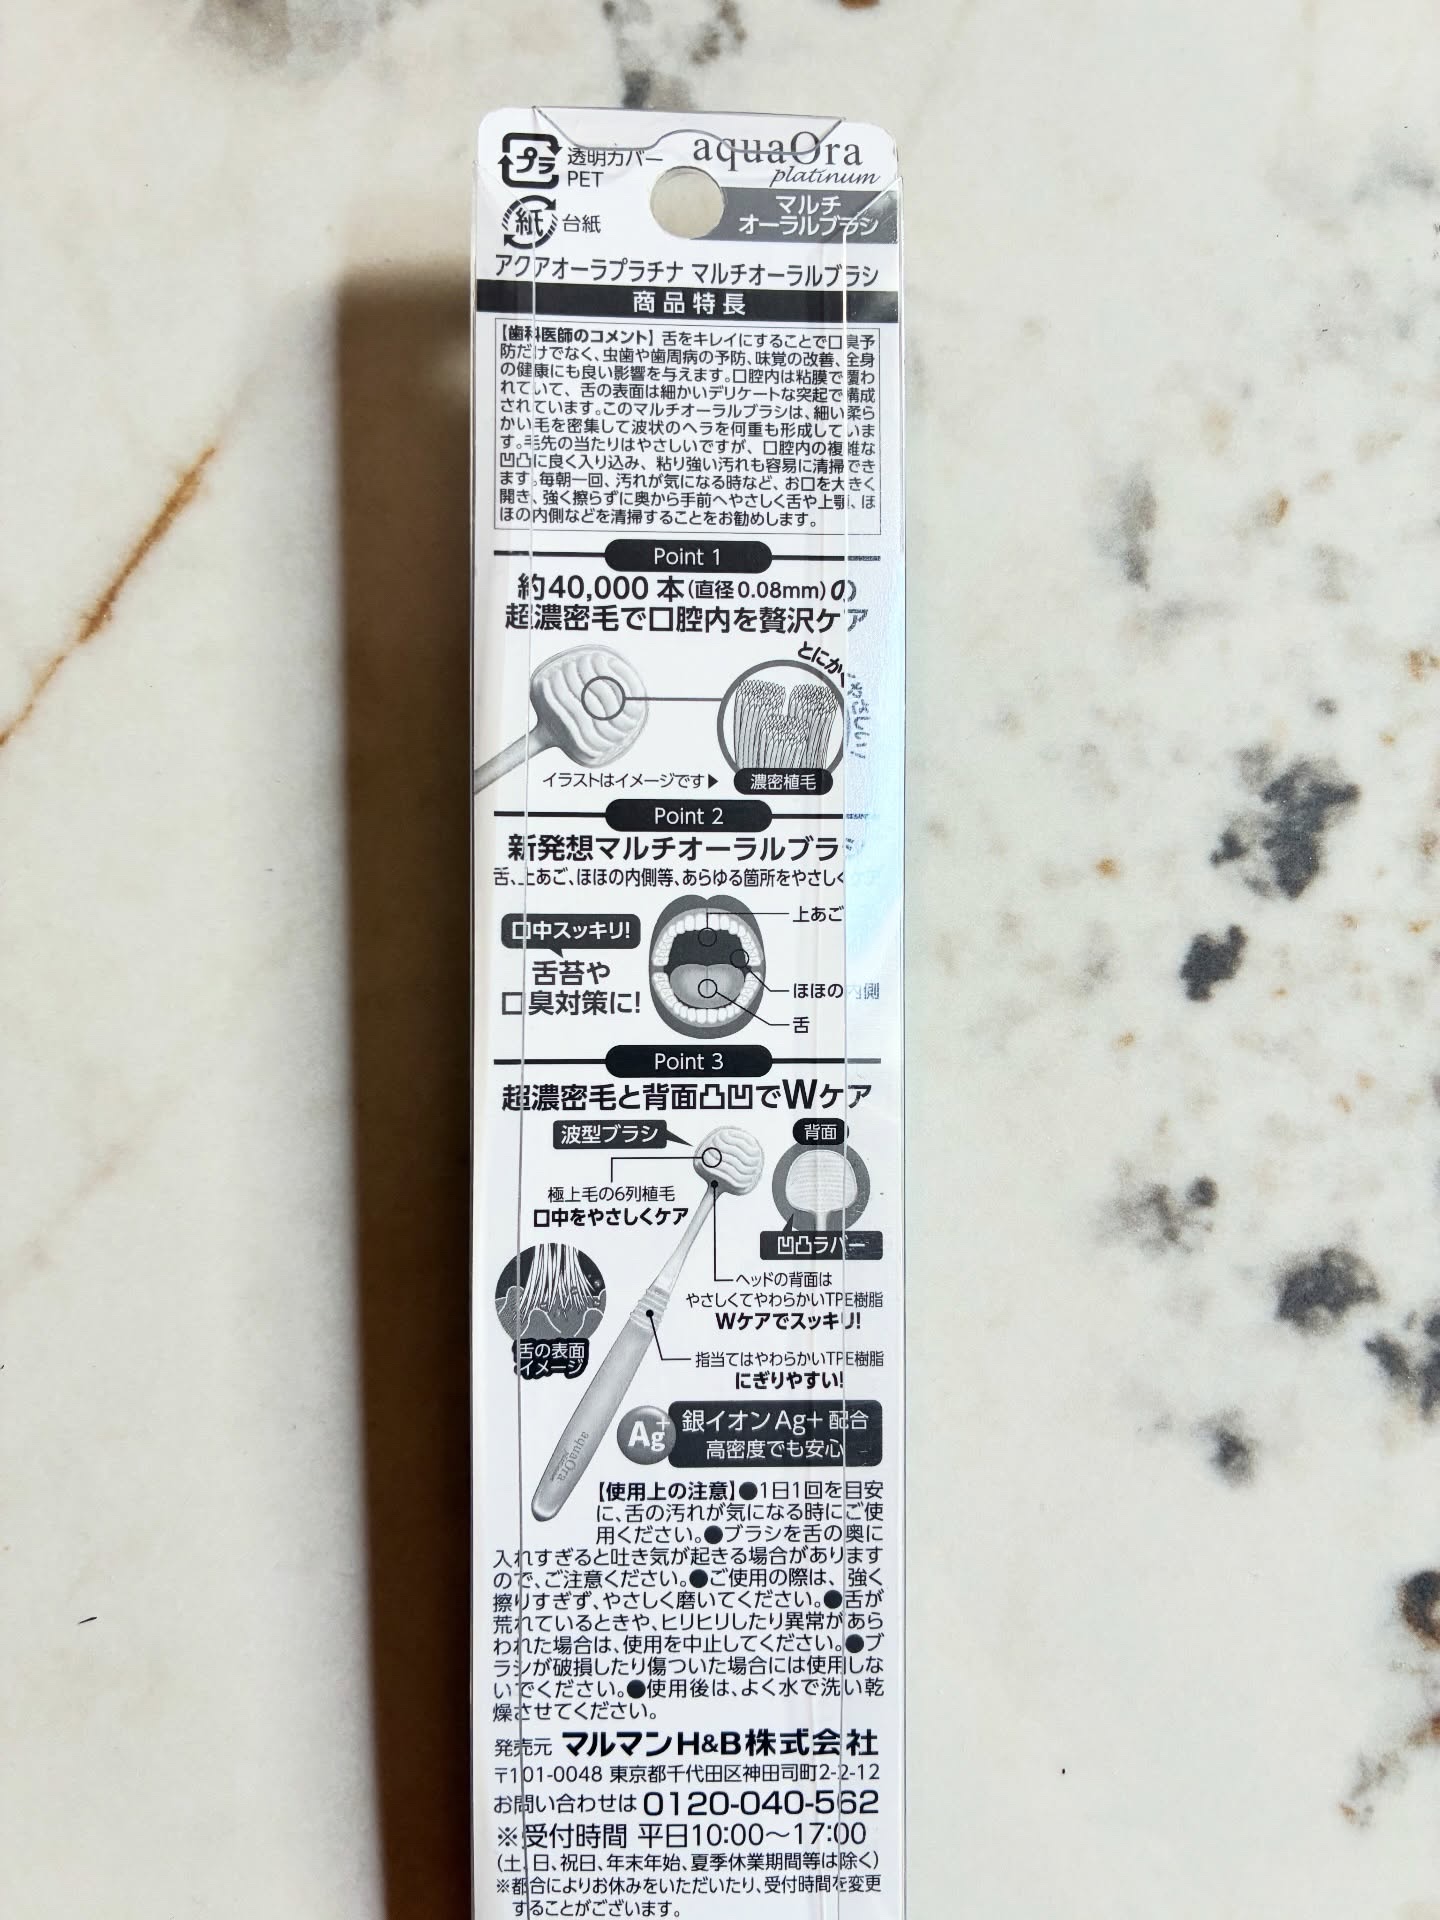 プラ 透明カバー
PET
紙 台紙
aquaOra
platinum
マルチ
オーラルブラシ
アクアオーラプラチナ マルチオーラルブラシ
商品特長
【歯科医師のコメント】舌をキレイにすることで口臭予
防だけでなく、虫歯や歯周病の予防、味覚の改善、全身
の健康にも良い影響を与えます。口腔内は粘膜で覆わ
れていて、舌の表面は細かいデリケートな突起で構成
されています。このマルチオーラルブラシは、細い柔ら
かい毛を密集して波状のヘラを何重も形成していま
す。毛先の当たりはやさしいですが、口腔内の複雑な
凹凸に良く入り込み、粘り強い汚れも容易に清掃でき
ます。毎朝一回、汚れが気になる時など、お口を大きく
開き、強く擦らずに奥から手前へやさしく舌や上顎、ほ
ほの内側などを清掃することをお勧めします。
Point 1
約40,000本(直径0.08mm)の
超濃密毛で口腔内を贅沢ケア
とにかくやさしい!
イラストはイメージです▶
濃密植毛
Point 2
新発想マルチオーラルブラシ
舌、上あご、ほほの内側等、あらゆる箇所をやさしくケア
口中スッキリ!
舌苔や
口臭対策に!
上あご
ほほの内側
舌
Point 3
超濃密毛と背面凸凹でWケア
波型ブラシ
背面
極上毛の6列植毛
口中をやさしくケア
凹凸ラバー
舌の表面
イメージ
ヘッドの背面は
やさしくてやわらかいTPE樹脂
Wケアでスッキリ!
指当てはやわらかいTPE樹脂
にぎりやすい!
Ag+
銀イオンAg+配合
高密度でも安心
aquaOra
【使用上の注意】●1日1回を目安
に、舌の汚れが気になる時にご使
用ください。●ブラシを舌の奥に
入れすぎると吐き気が起きる場合があります
ので、ご注意ください。●ご使用の際は、強く
擦りすぎず、やさしく磨いてください。●舌が
荒れているときや、ヒリヒリしたり異常があら
われた場合は、使用を中止してください。●ブ
ラシが破損したり傷ついた場合には使用しな
いでください。●使用後は、よく水で洗い乾
燥させてください。
発売元 マルマンH&B株式会社
〒101-0048 東京都千代田区神田司町2-2-12
お問い合わせは 0120-040-562
※受付時間 平日10:00〜17:00
(土、日、祝日、年末年始、夏季休業期間等は除く)
※都合によりお休みをいただいたり、受付時間を変更
することがございます。